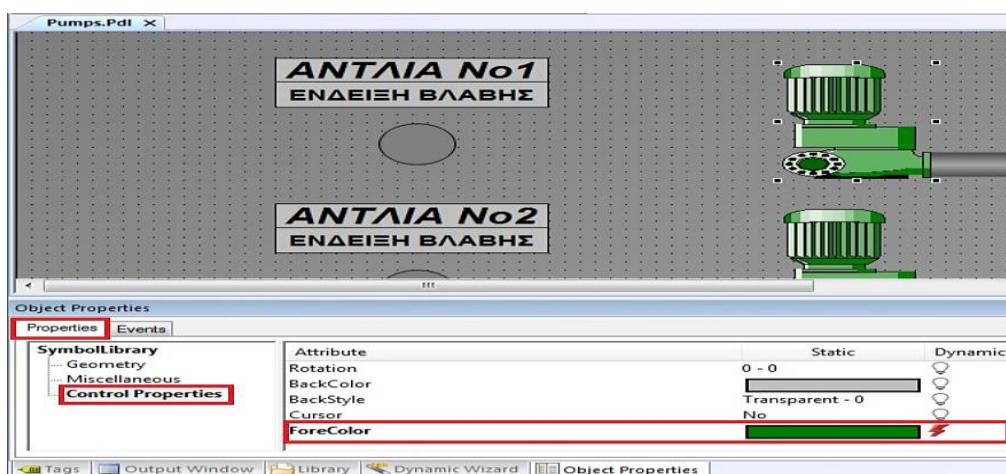 Pumps.Pdl
ΑΝΤΛΙΑ Νο1
ΕΝΔΕΙΞΗ ΒΛΑΒΗΣ
ΑΝΤΛΙΑ Νο2
ΕΝΔΕΙΞΗ ΒΛΑΒΗΣ
Object Properties
Properties Events
SymbolLibrary
Geometry
Miscellaneous
Control Properties
Attribute Static Dynamic
Rotation 0 - 0
BackColor
BackStyle Transparent - 0
Cursor No
ForeColor
Tags Output Window Library Dynamic Wizard Object Properties